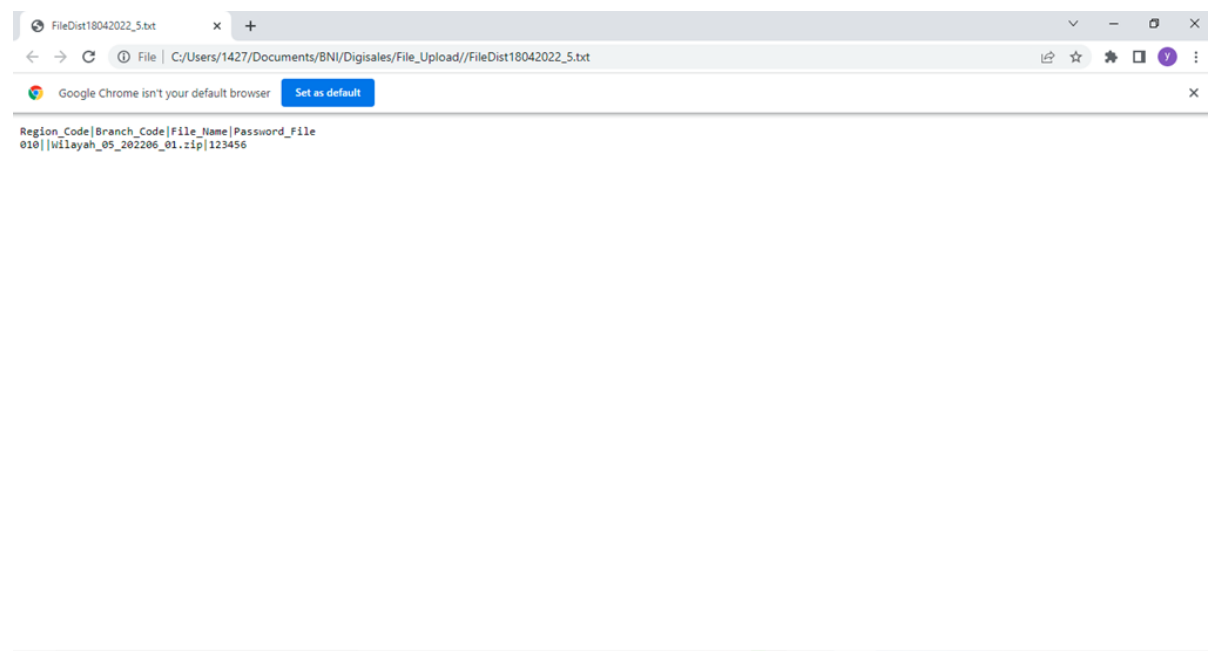 FileDist18042022_5.txt
File | C:/Users/1427/Documents/BNI/Digisales/File_Upload//FileDist18042022_5.txt
y
Google Chrome isn't your default browser Set as default
Region_Code|Branch_Code|File_Name|Password_File
010||Wilayah_05_202206_01.zip|123456